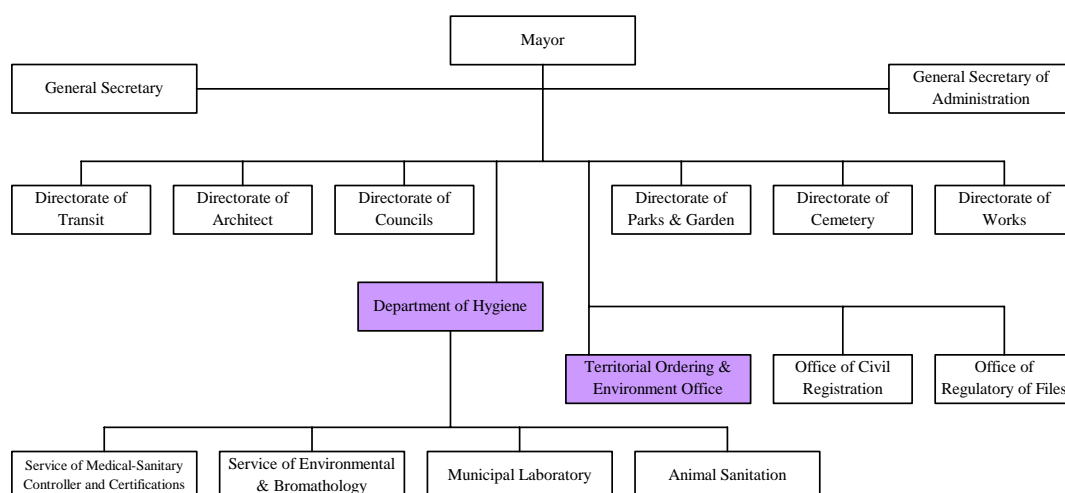 Mayor
General Secretary
General Secretary of
Administration
Directorate of
Transit
Directorate of
Architect
Directorate of
Councils
Directorate of
Parks & Garden
Directorate of
Cemetery
Directorate of
Works
Department of Hygiene
Territorial Ordering &
Environment Office
Office of Civil
Registration
Office of
Regulatory of Files
Service of Medical-Sanitary
Controller and Certifications
Service of Environmental
& Bromathology
Municipal Laboratory
Animal Sanitation